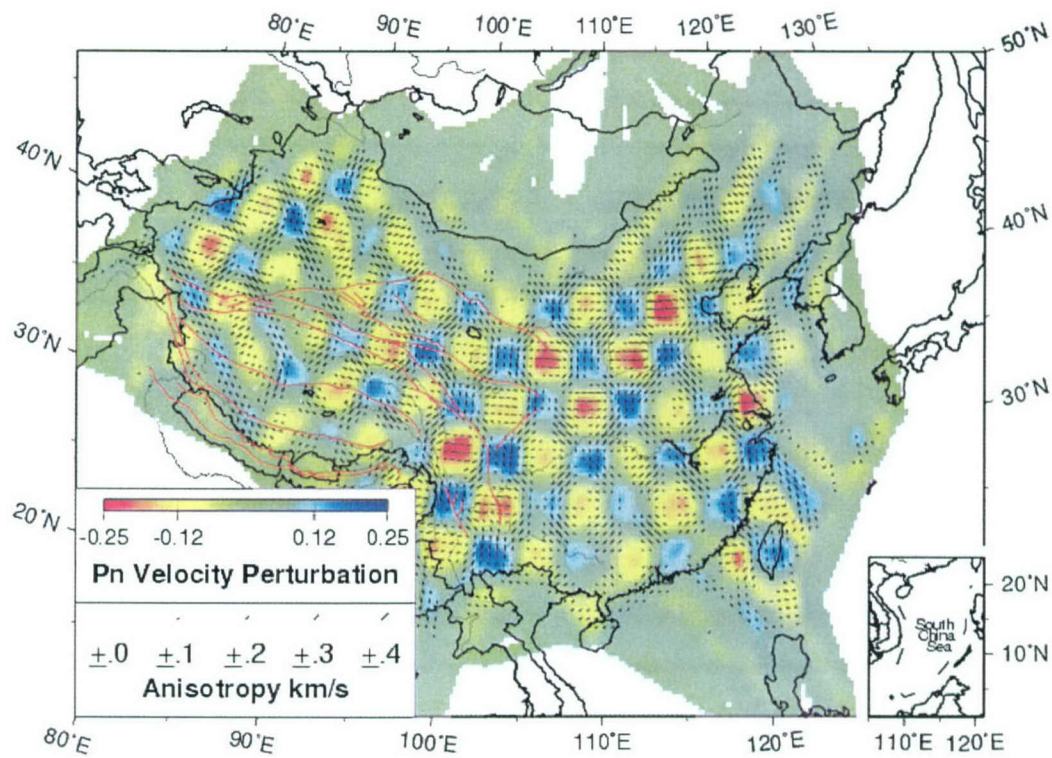 80˚E 90˚E 100˚E 110˚E 120˚E 130˚E
50˚N
40˚N
40˚N
30˚N
30˚N
20˚N
-0.25 -0.12 0.12 0.25
Pn Velocity Perturbation
±.0 ±.1 ±.2 ±.3 ±.4
Anisotropy km/s
South
China
Sea
20˚N
10˚N
80˚E 90˚E 100˚E 110˚E 120˚E
110˚E 120˚E